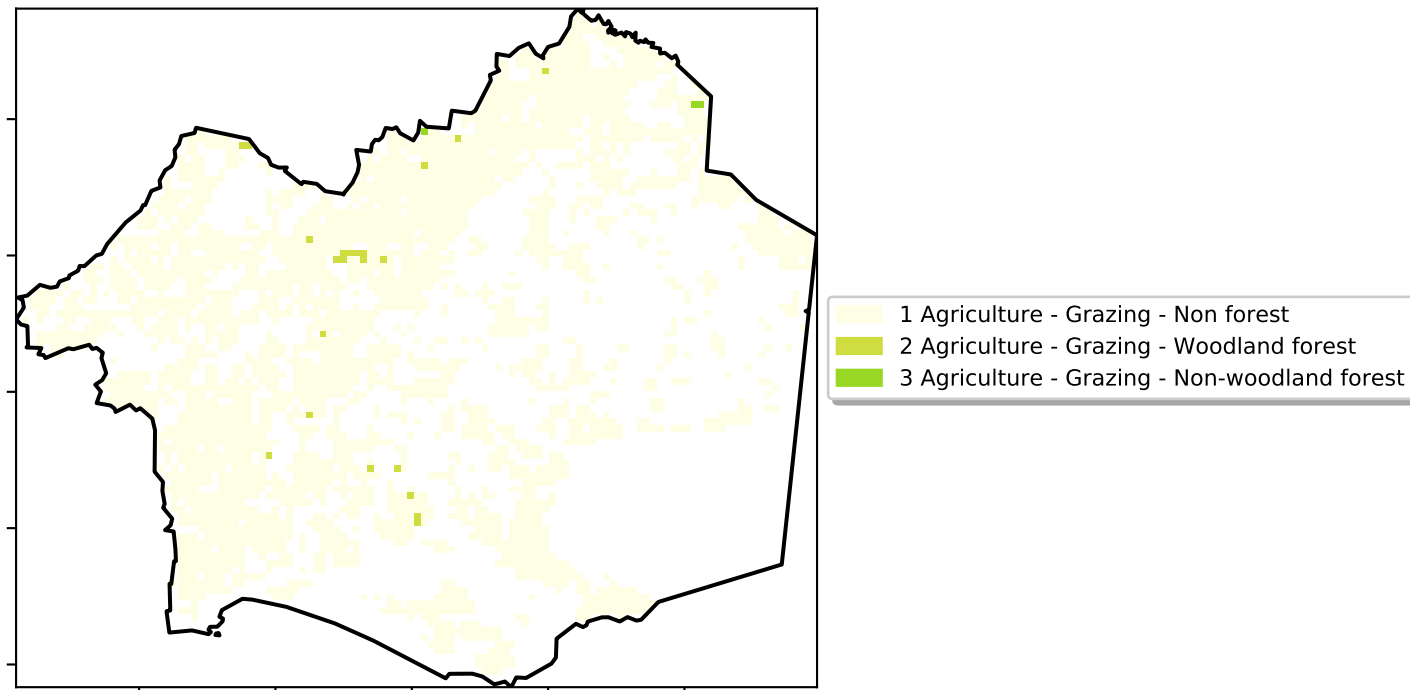 1 Agriculture - Grazing - Non forest
2 Agriculture - Grazing - Woodland forest
3 Agriculture - Grazing - Non-woodland forest